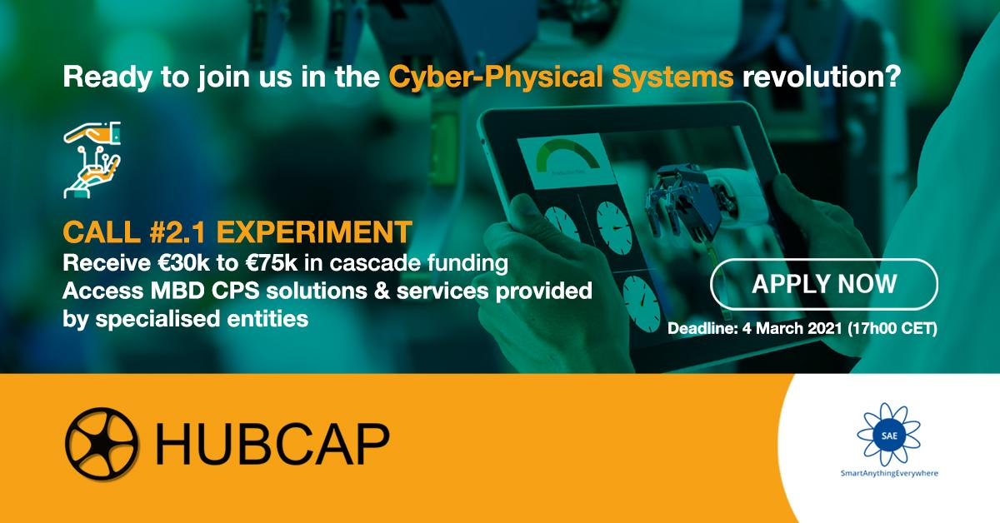 Ready to join us in the Cyber-Physical Systems revolution?
CALL #2.1 EXPERIMENT
Receive €30k to €75k in cascade funding
Access MBD CPS solutions & services provided
by specialised entities
APPLY NOW
Deadline: 4 March 2021 (17h00 CET)
HUBCAP
SAE
SmartAnythingEverywhere